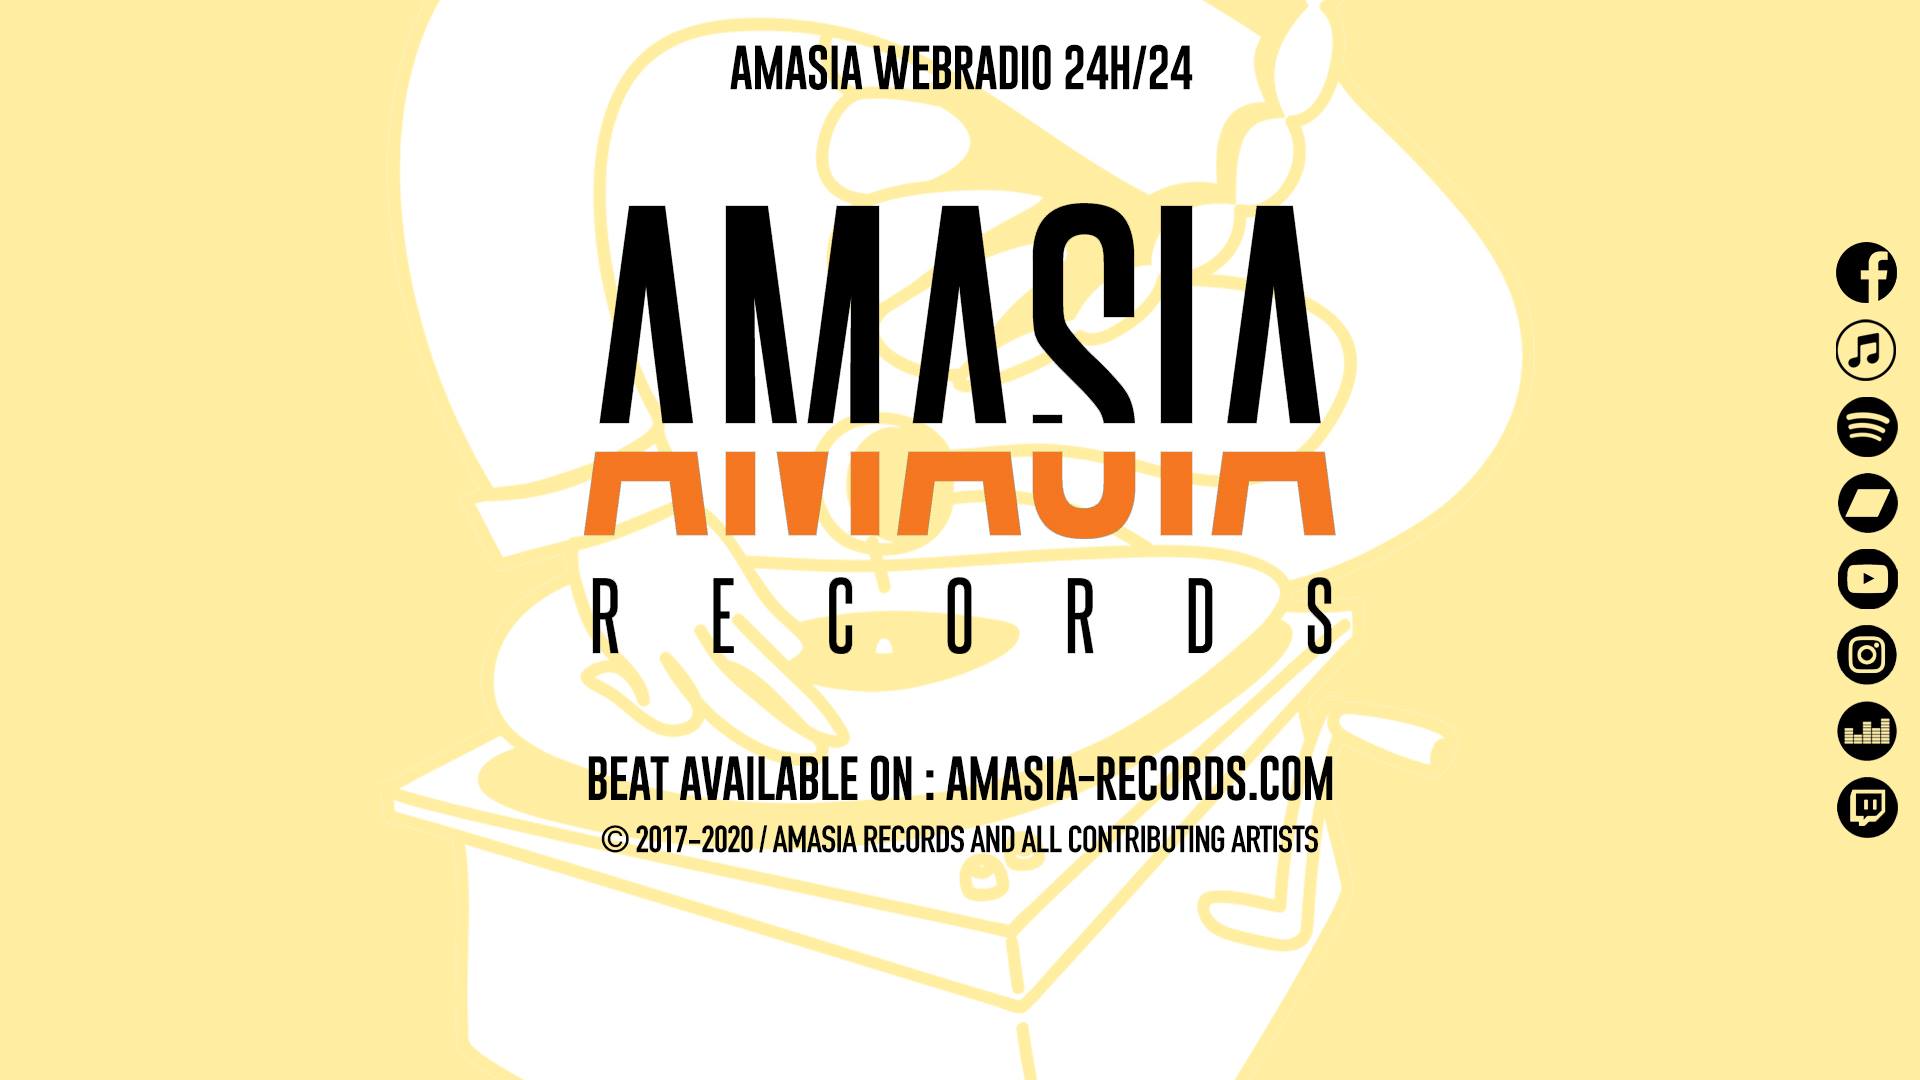 AMASIA WEBRADIO 24H/24
AMASIA
RECORDS
BEAT AVAILABLE ON : AMASIA-RECORDS.COM
© 2017-2020 / AMASIA RECORDS AND ALL CONTRIBUTING ARTISTS